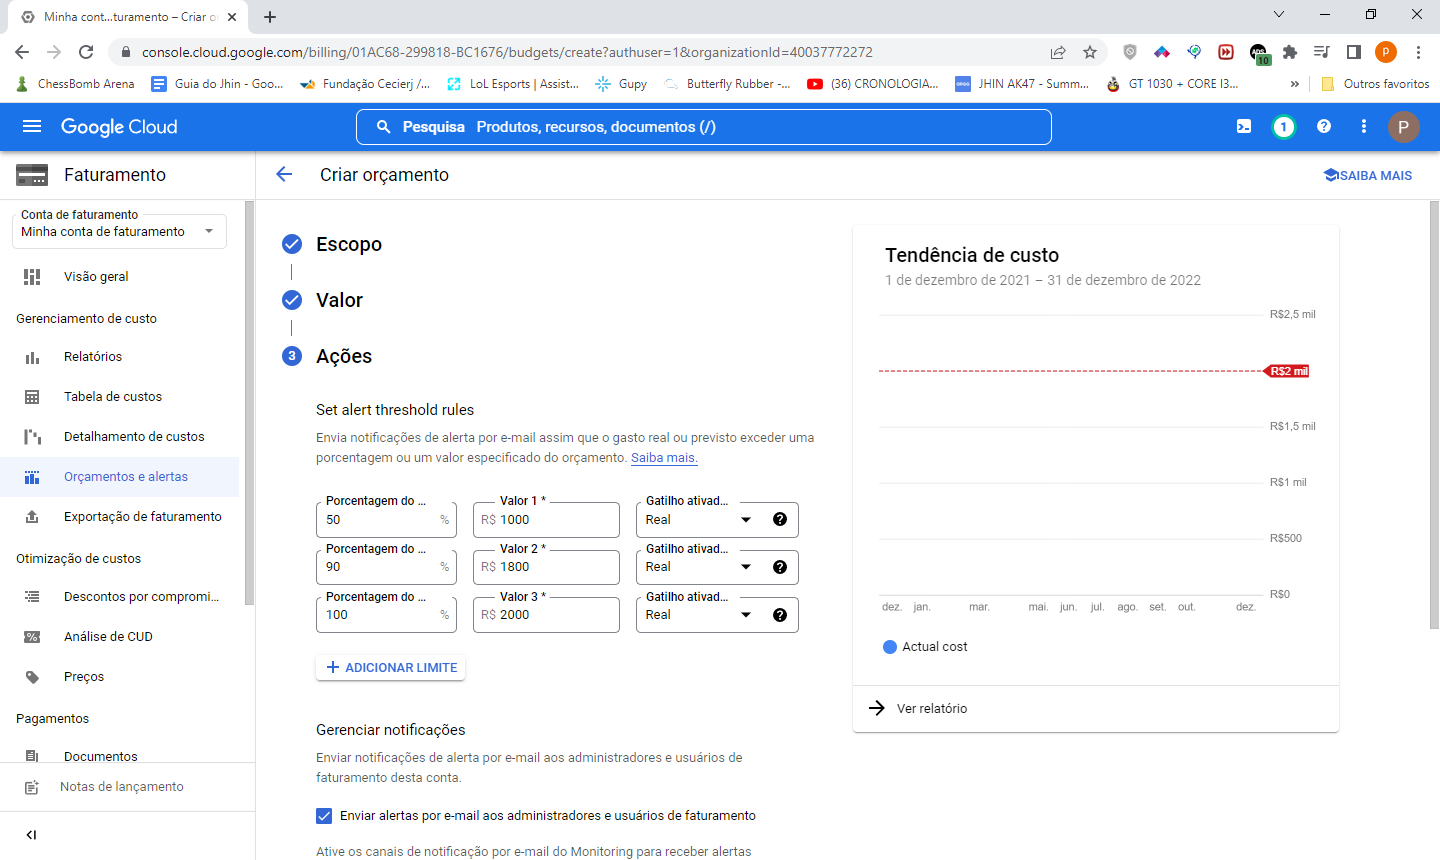 Minha cont...turamento – Criar o
console.cloud.google.com/billing/01AC68-299818-BC1676/budgets/create?authuser=1&organizationId=40037772272
ADS
10
p
ChessBomb Arena
Guia do Jhin - Goo...
Fundação Cecierj /...
LoL Esports | Assist...
Gupy
Butterfly Rubber -...
(36) CRONOLOGIA...
JHIN AK47 - Summ...
GT 1030 + CORE I3...
»
Outros favoritos
Google Cloud
Pesquisa Produtos, recursos, documentos (/)
1
P
Faturamento
Criar orçamento
SAIBA MAIS
Conta de faturamento
Minha conta de faturamento
Visão geral
Gerenciamento de custo
Relatórios
Tabela de custos
Detalhamento de custos
Orçamentos e alertas
Exportação de faturamento
Otimização de custos
Descontos por compromi...
Análise de CUD
Preços
Pagamentos
Documentos
Notas de lançamento
Escopo
Valor
3 Ações
Set alert threshold rules
Envia notificações de alerta por e-mail assim que o gasto real ou previsto exceder uma
porcentagem ou um valor especificado do orçamento. Saiba mais.
Porcentagem do ... Valor 1 * Gatilho ativad...
50 % R$ 1000 Real
Porcentagem do ... Valor 2 * Gatilho ativad...
90 % R$ 1800 Real
Porcentagem do ... Valor 3 * Gatilho ativad...
100 % R$ 2000 Real
+ ADICIONAR LIMITE
Gerenciar notificações
Enviar notificações de alerta por e-mail aos administradores e usuários de
faturamento desta conta.
Enviar alertas por e-mail aos administradores e usuários de faturamento
Ative os canais de notificação por e-mail do Monitoring para receber alertas
Tendência de custo
1 de dezembro de 2021 – 31 de dezembro de 2022
R$2,5 mil
R$2 mil
R$1,5 mil
R$1 mil
R$500
R$0
dez. jan. mar. mai. jun. jul. ago. set. out. dez.
Actual cost
Ver relatório